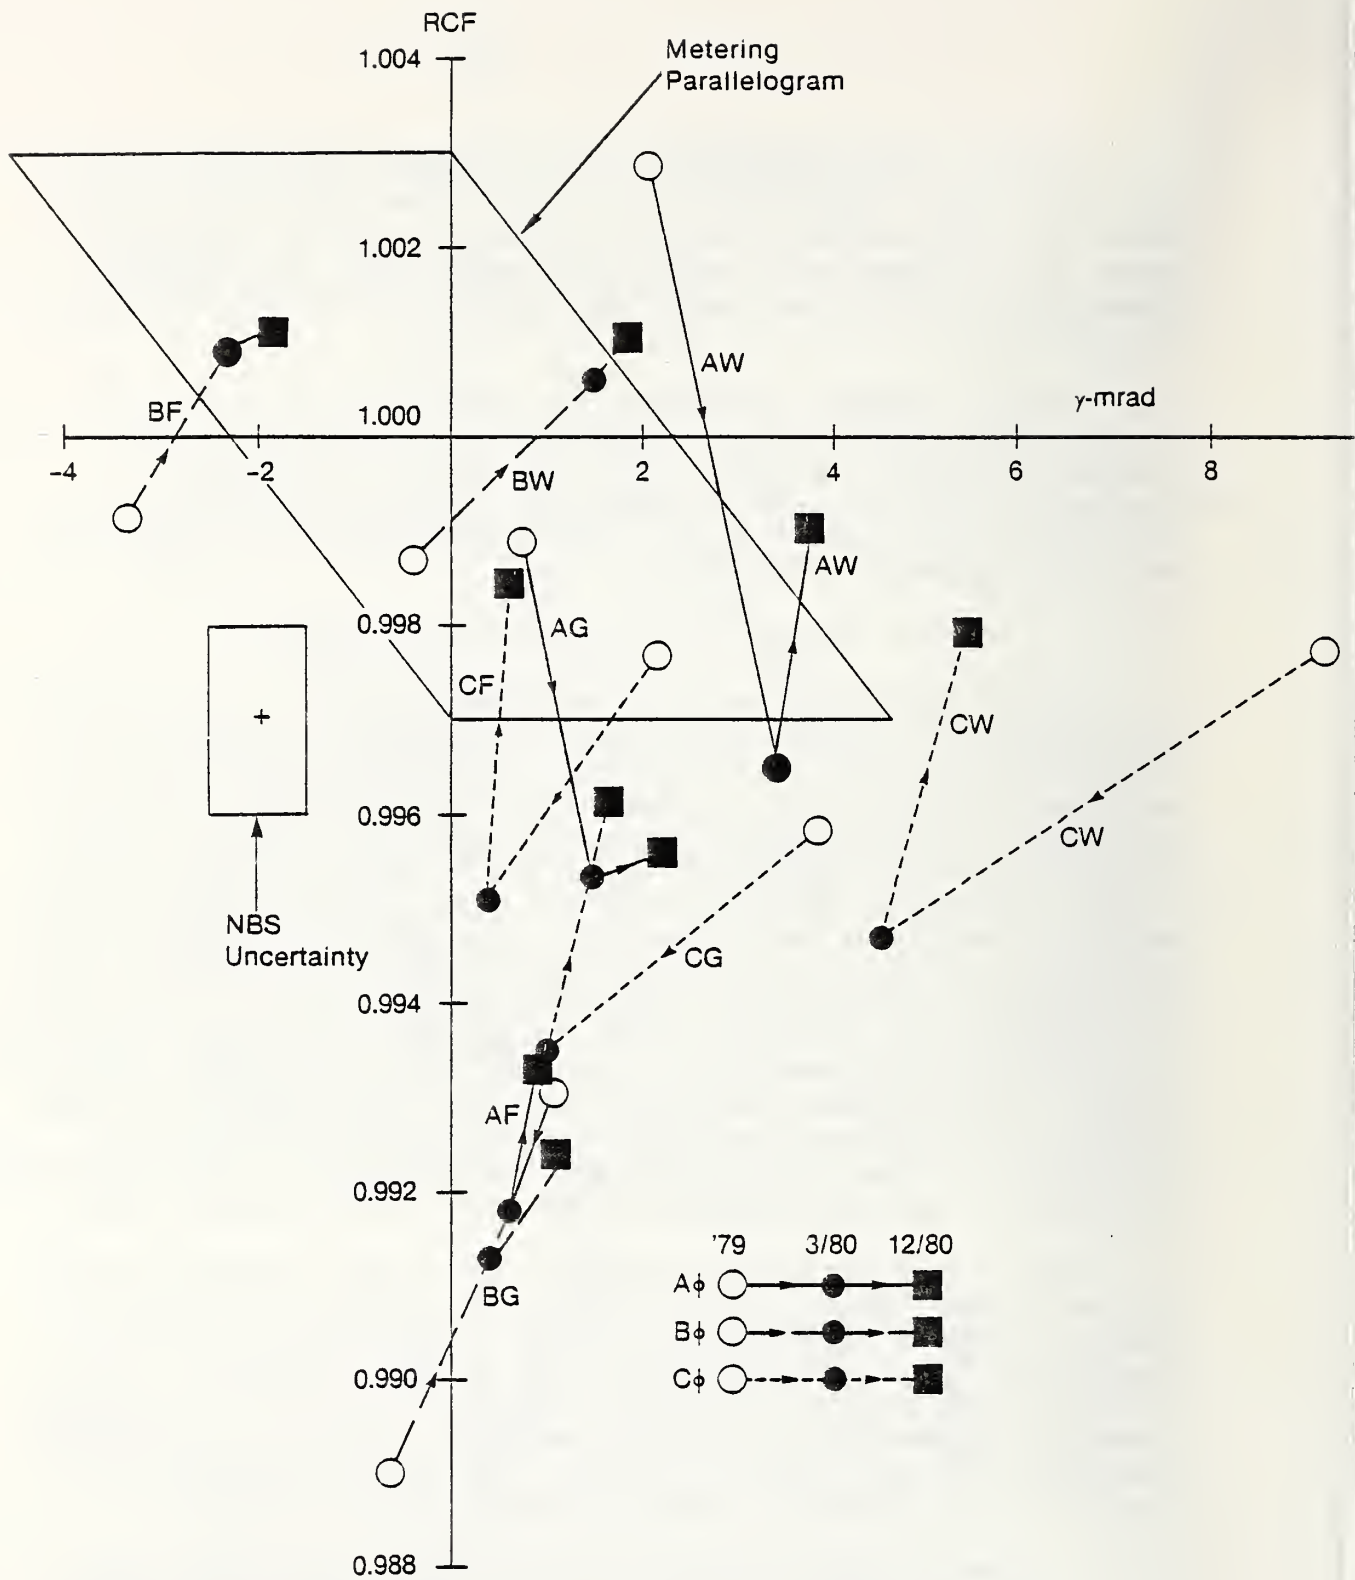 RCF
1.004
Metering
Parallelogram
1.002
AW
γ-mrad
1.000
BF
-4
-2
2
4
6
8
BW
AW
0.998
AG
CF
CW
0.996
CW
NBS
Uncertainty
CG
0.994
AF
0.992
'79 3/80 12/80
Aϕ
BG
Bϕ
0.990
Cϕ
0.988